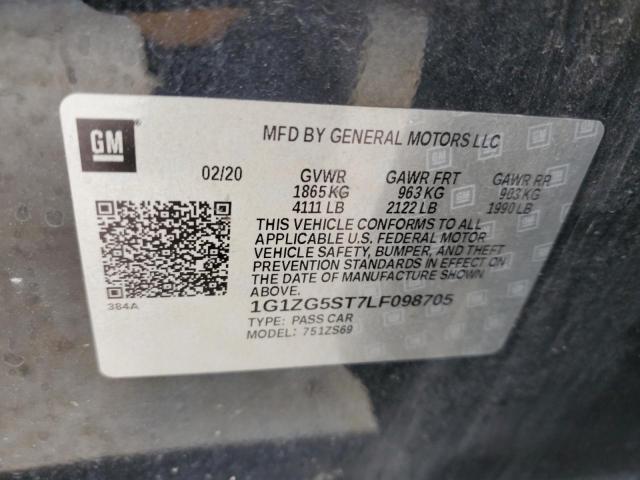 GM
MFD BY GENERAL MOTORS LLC
02/20 GVWR GAWR FRT GAWR RR
1865 KG 963 KG 903 KG
4111 LB 2122 LB 1990 LB
THIS VEHICLE CONFORMS TO ALL
APPLICABLE U.S. FEDERAL MOTOR
VEHICLE SAFETY, BUMPER, AND THEFT
PREVENTION STANDARDS IN EFFECT ON
THE DATE OF MANUFACTURE SHOWN
ABOVE.
384A
1G1ZG5ST7LF098705
TYPE: PASS CAR
MODEL: 751ZS69